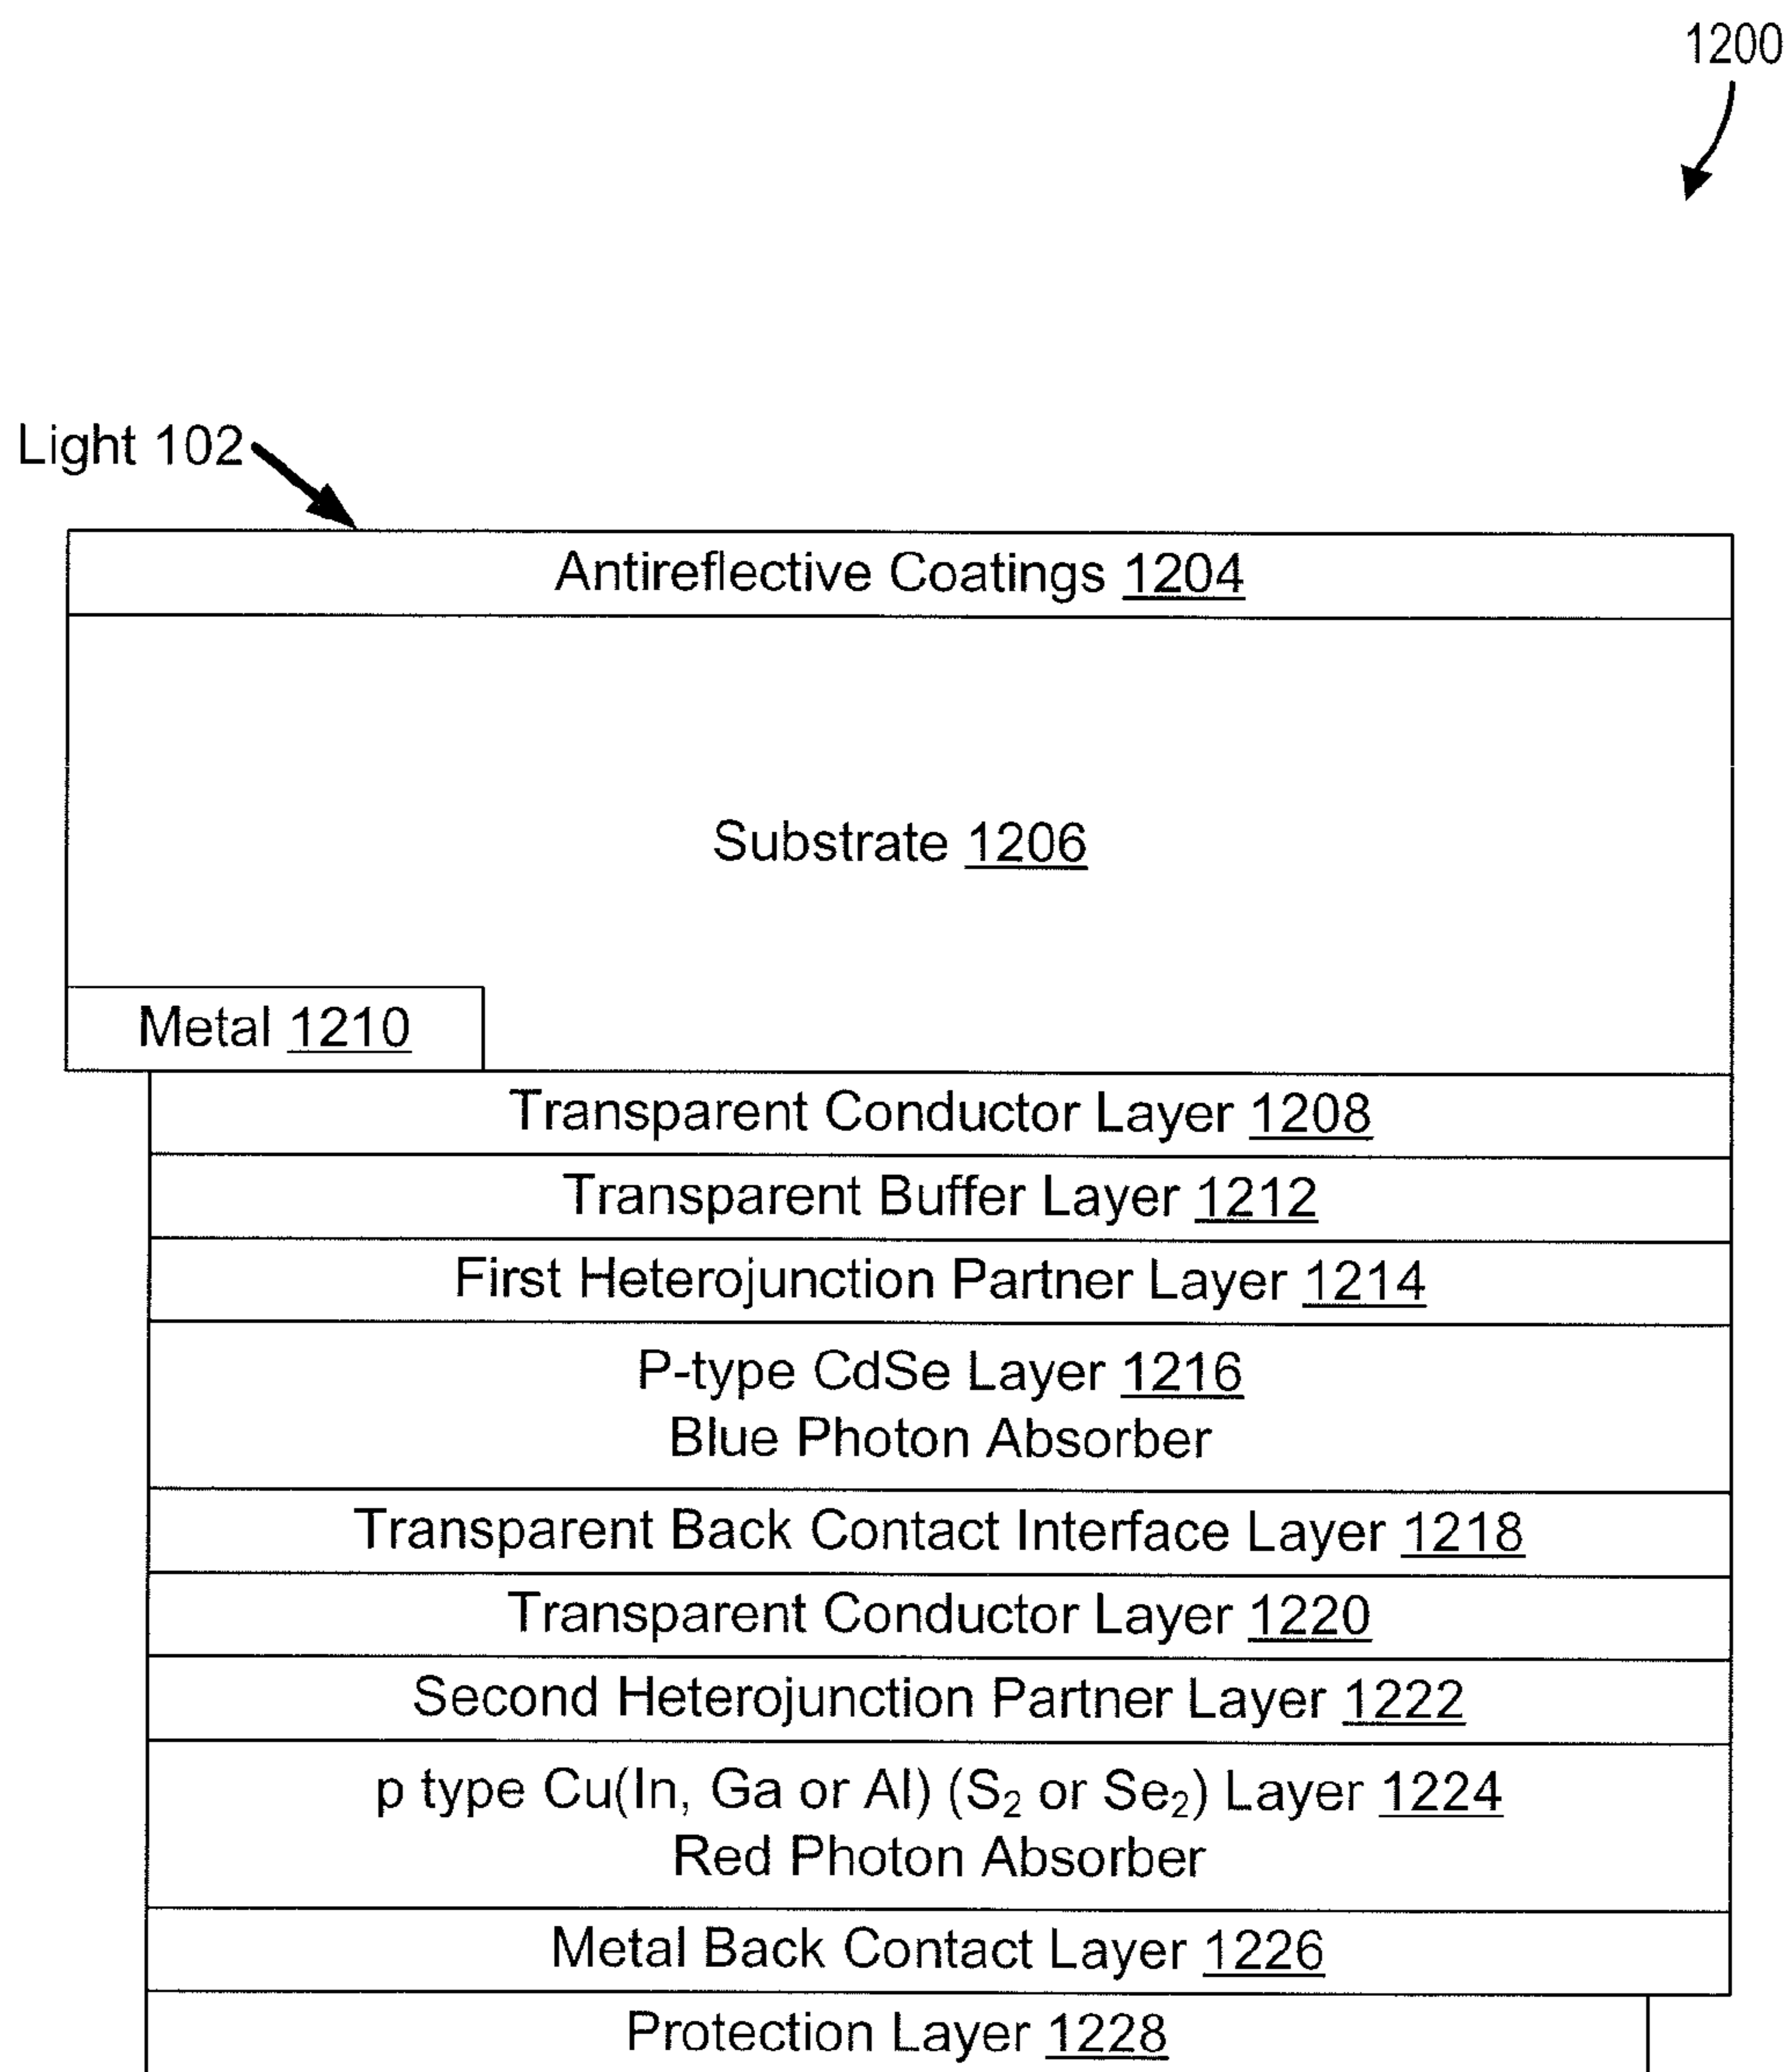 1200
Light 102
Antireflective Coatings 1204
Substrate 1206
Metal 1210
Transparent Conductor Layer 1208
Transparent Buffer Layer 1212
First Heterojunction Partner Layer 1214
P-type CdSe Layer 1216
Blue Photon Absorber
Transparent Back Contact Interface Layer 1218
Transparent Conductor Layer 1220
Second Heterojunction Partner Layer 1222
p type Cu(In, Ga or Al) (S₂ or Se₂) Layer 1224
Red Photon Absorber
Metal Back Contact Layer 1226
Protection Layer 1228